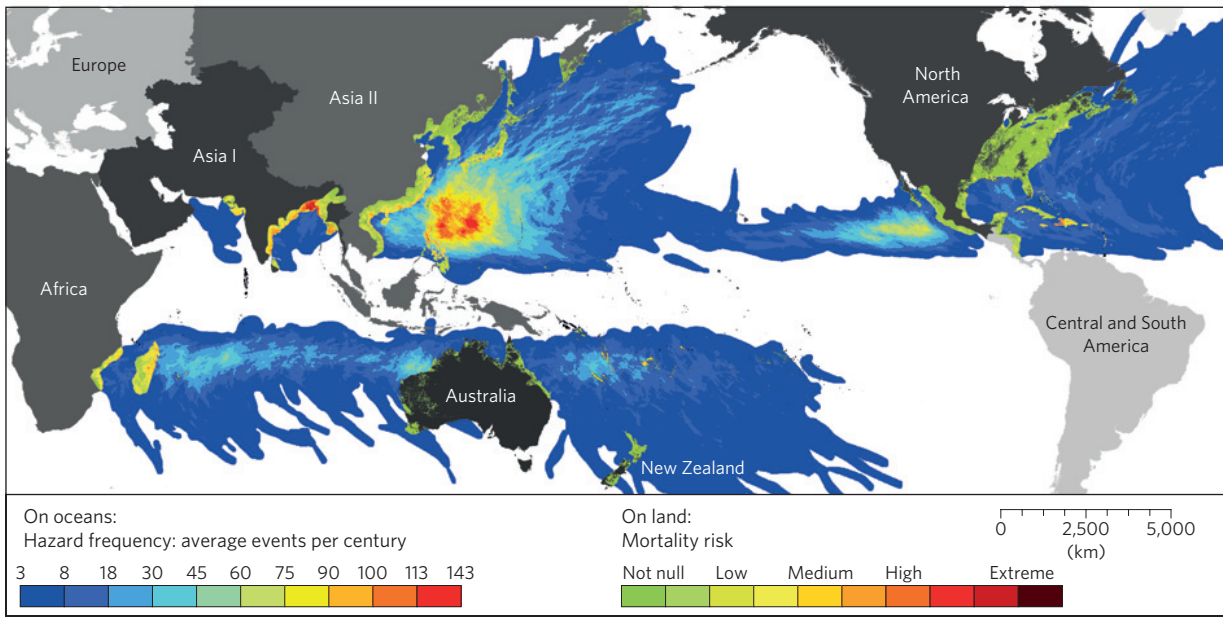 Europe
Asia II
North
America
Asia I
Africa
Central and South
America
Australia
New Zealand
On oceans:
Hazard frequency: average events per century
3 8 18 30 45 60 75 90 100 113 143
On land:
Mortality risk
Not null Low Medium High Extreme
0 2,500 5,000
(km)